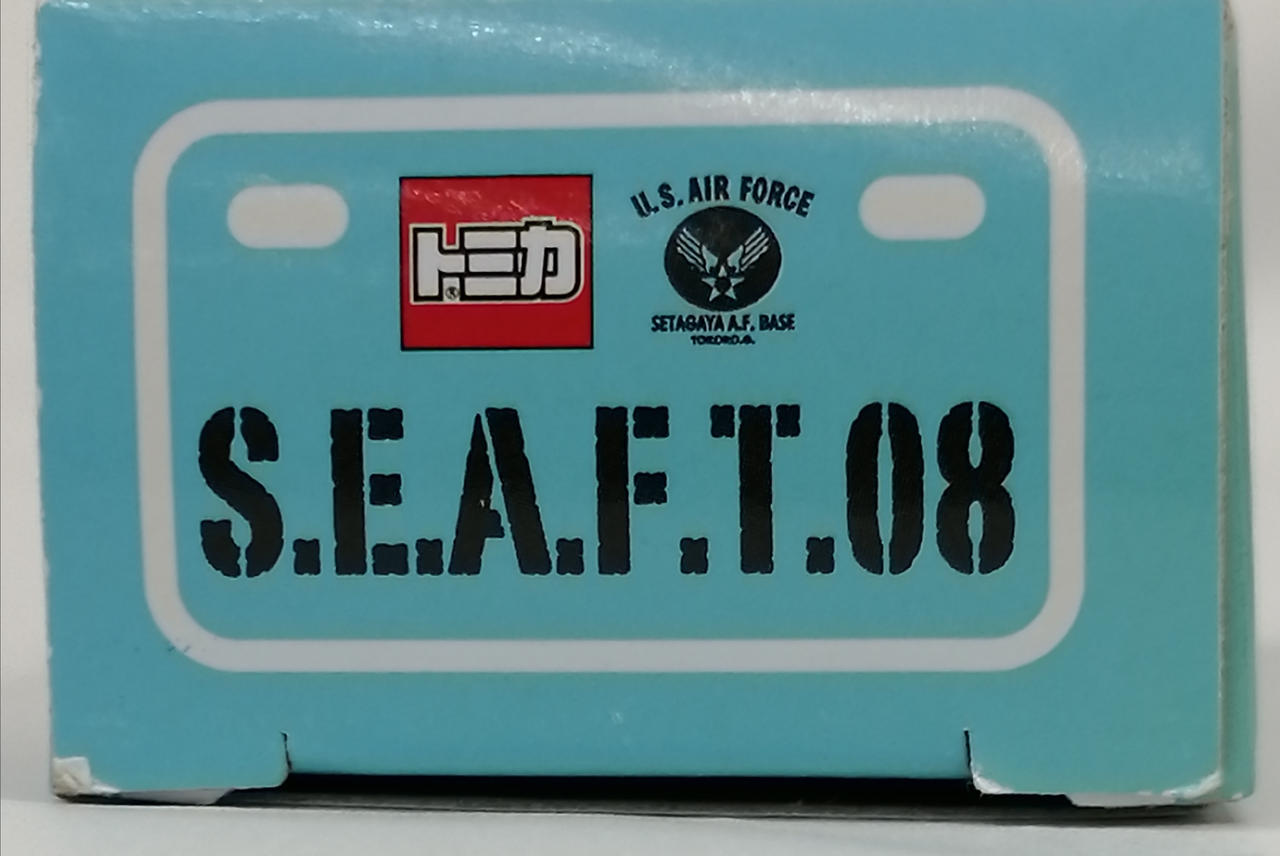 トミカ
®
U.S. AIR FORCE
SETAGAYA A.F. BASE
S.E.A.F.T.08